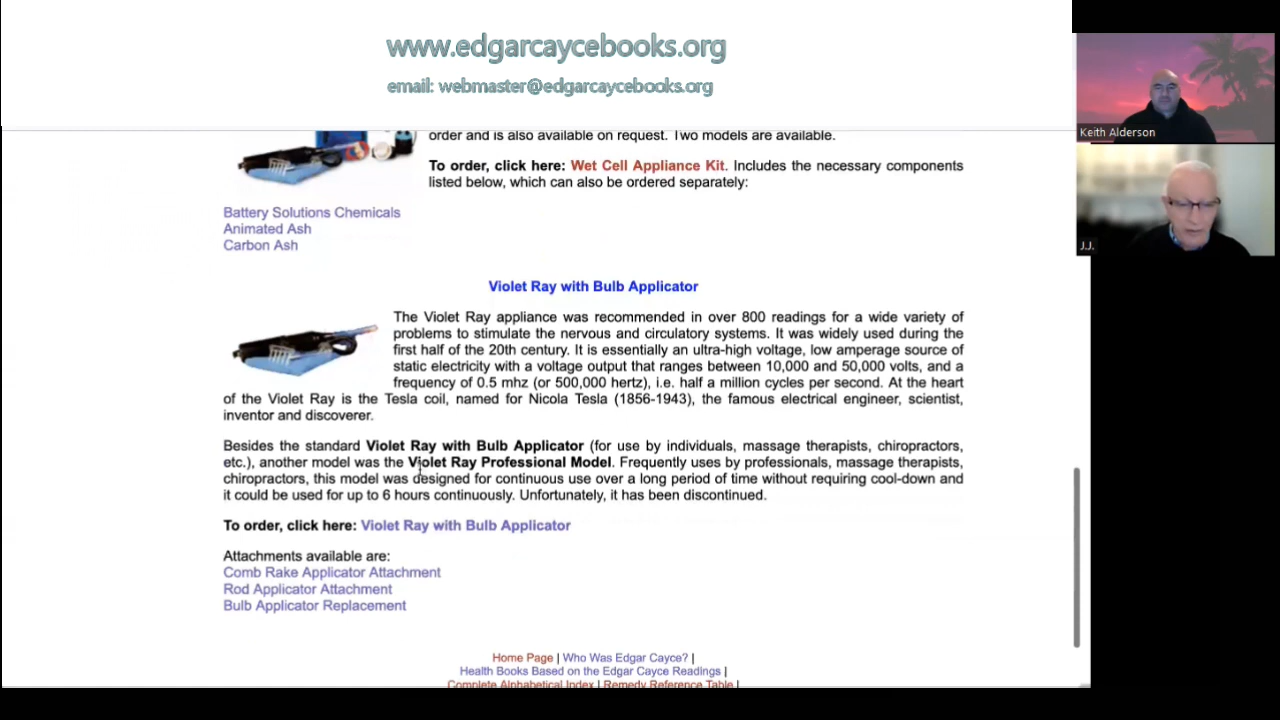 www.edgarcaycebooks.org
email: webmaster@edgarcaycebooks.org
Keith Alderson
J.J.
order and is also available on request. Two models are available.
To order, click here: Wet Cell Appliance Kit. Includes the necessary components
listed below, which can also be ordered separately:
Battery Solutions Chemicals
Animated Ash
Carbon Ash
Violet Ray with Bulb Applicator
The Violet Ray appliance was recommended in over 800 readings for a wide variety of
problems to stimulate the nervous and circulatory systems. It was widely used during the
first half of the 20th century. It is essentially an ultra-high voltage, low amperage source of
static electricity with a voltage output that ranges between 10,000 and 50,000 volts, and a
frequency of 0.5 mhz (or 500,000 hertz), i.e. half a million cycles per second. At the heart
of the Violet Ray is the Tesla coil, named for Nicola Tesla (1856-1943), the famous electrical engineer, scientist,
inventor and discoverer.
Besides the standard Violet Ray with Bulb Applicator (for use by individuals, massage therapists, chiropractors,
etc.), another model was the Violet Ray Professional Model. Frequently uses by professionals, massage therapists,
chiropractors, this model was designed for continuous use over a long period of time without requiring cool-down and
it could be used for up to 6 hours continuously. Unfortunately, it has been discontinued.
To order, click here: Violet Ray with Bulb Applicator
Attachments available are:
Comb Rake Applicator Attachment
Rod Applicator Attachment
Bulb Applicator Replacement
Home Page | Who Was Edgar Cayce? |
Health Books Based on the Edgar Cayce Readings |
Complete Alphabetical Index | Remedy Reference Table |